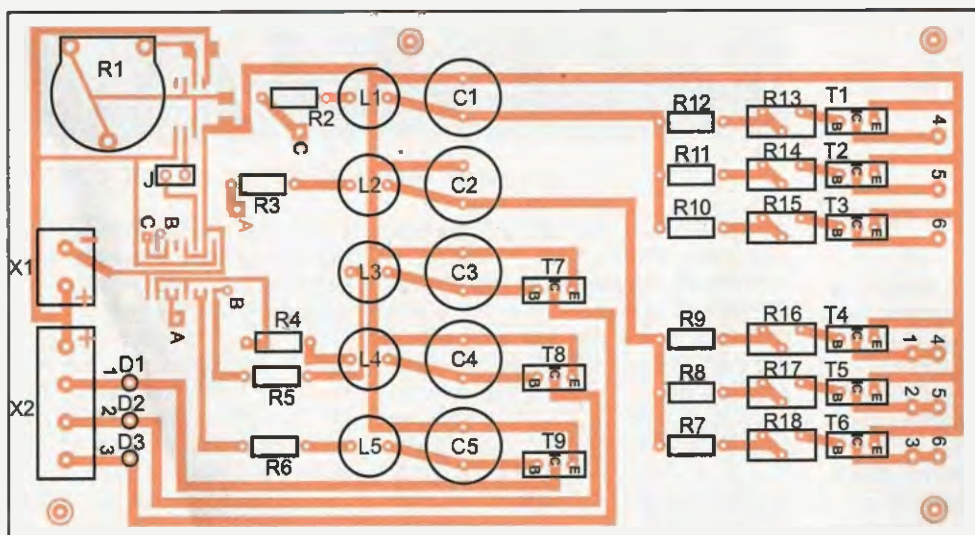 R1
R2
C
L1
C1
R12
R13
T1
B C E
4
J
R3
A
L2
C2
R11
R14
T2
B C E
5
R10
R15
T3
B C E
6
C B
X1
- +
L3
C3
T7
B C E
B
A
R4
L4
C4
T8
B C E
R5
R9
R16
T4
B C E
1 4
X2
1 D1
2 D2
3 D3
R8
R17
T5
B C E
2 5
R6
L5
C5
T9
B C E
R7
R18
T6
B C E
3 6